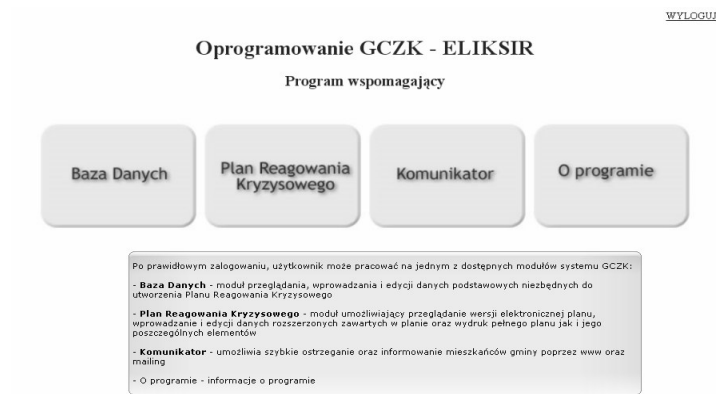 WYLOGUJ
Oprogramowanie GCZK - ELIKSIR
Program wspomagający
Baza Danych
Plan Reagowania
Kryzysowego
Komunikator
O programie
Po prawidłowym zalogowaniu, użytkownik może pracować na jednym z dostępnych modułów systemu GCZK:
- Baza Danych - moduł przeglądania, wprowadzania i edycji danych podstawowych niezbędnych do
utworzenia Planu Reagowania Kryzysowego
- Plan Reagowania Kryzysowego - moduł umożliwiający przeglądanie wersji elektronicznej planu,
wprowadzanie i edycji danych rozszerzonych zawartych w planie oraz wydruk pełnego planu jak i jego
poszczególnych elementów
- Komunikator - umożliwia szybkie ostrzeganie oraz informowanie mieszkańców gminy poprzez www oraz
mailing
- O programie - informacje o programie